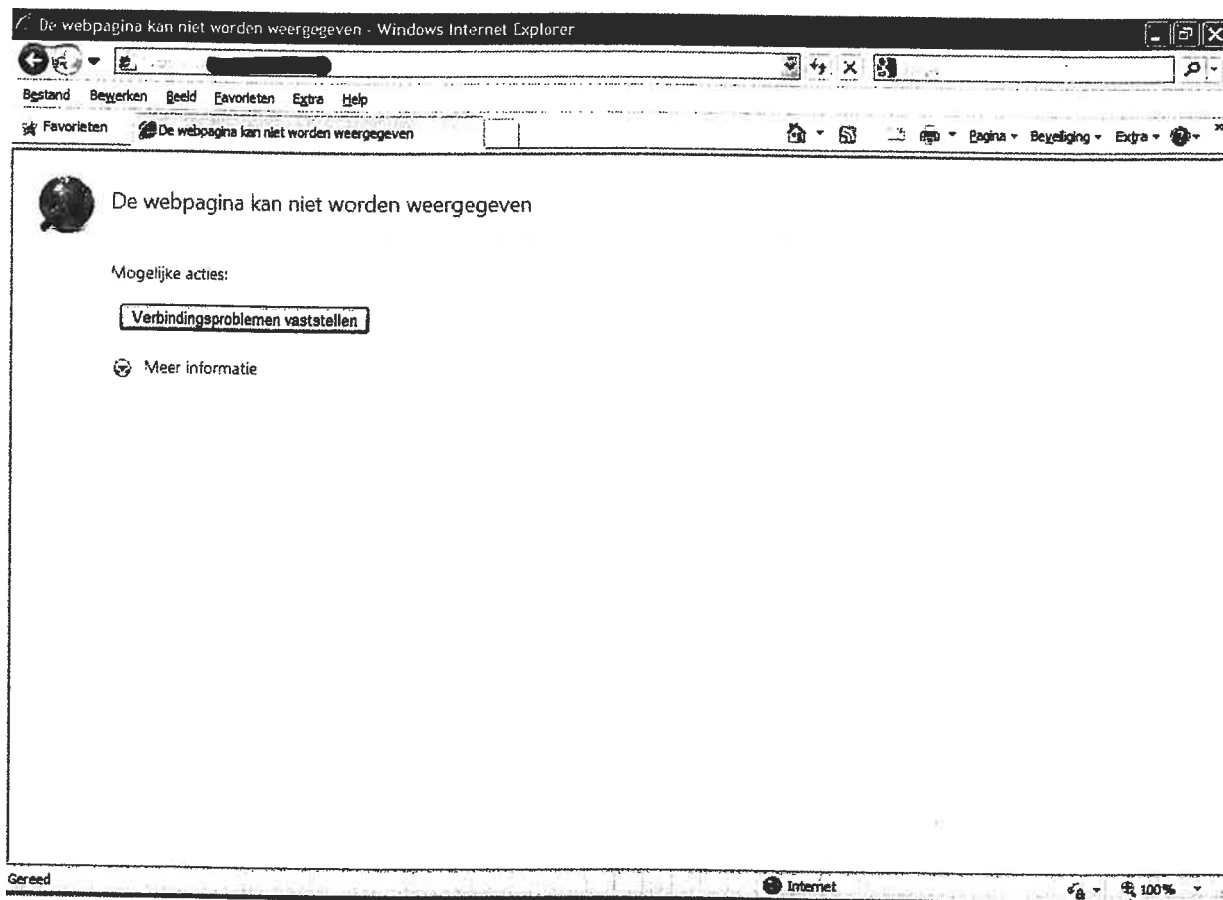 De webpagina kan niet worden weergegeven - Windows Internet Explorer
Bestand Bewerken Beeld Favorieten Extra Help
Favorieten De webpagina kan niet worden weergegeven Pagina Beveiliging Extra
De webpagina kan niet worden weergegeven
Mogelijke acties:
Verbindingsproblemen vaststellen
Meer informatie
Gereed Internet 100%